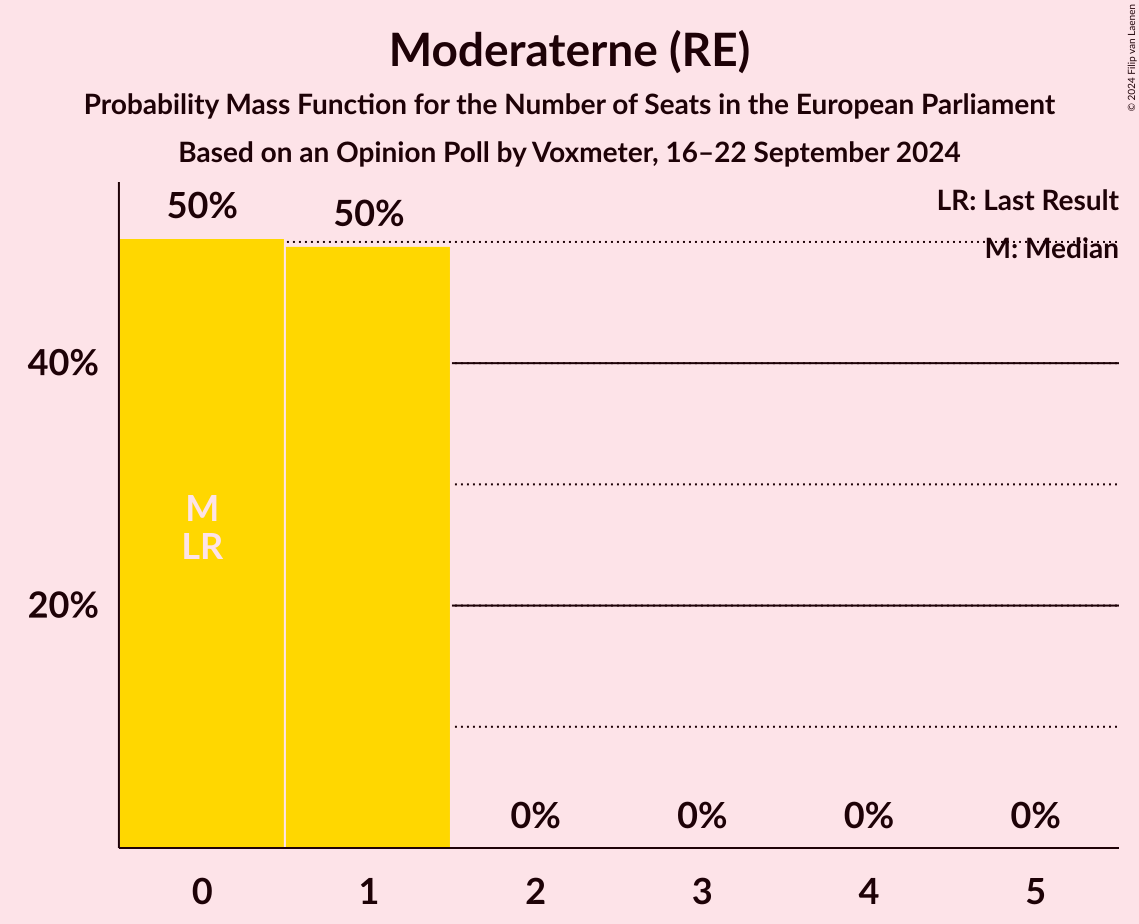 Moderaterne (RE)
Probability Mass Function for the Number of Seats in the European Parliament
Based on an Opinion Poll by Voxmeter, 16–22 September 2024
© 2024 Filip van Laenen
LR: Last Result
M: Median
50%
50%
40%
M
LR
20%
0%
0%
0%
0%
0
1
2
3
4
5